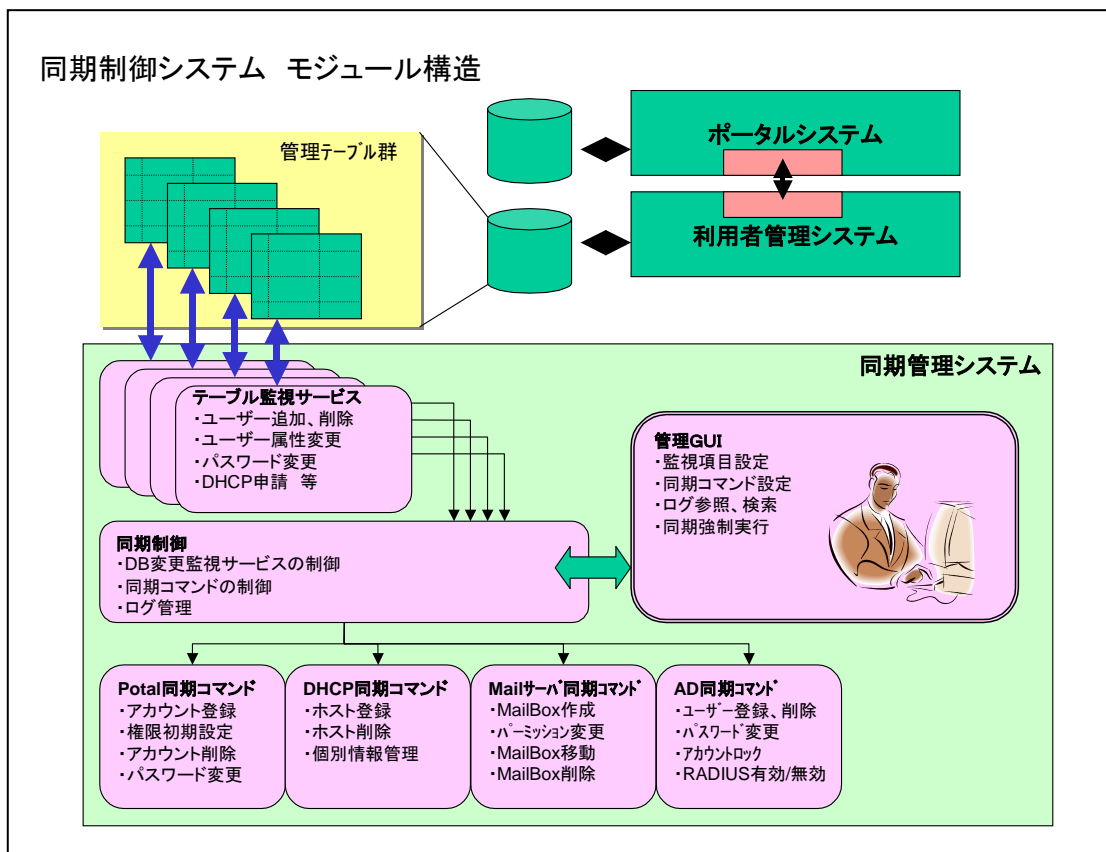 同期制御システム モジュール構造
管理ﾃｰﾌﾞﾙ群
ポータルシステム
利用者管理システム
同期管理システム
テーブル監視サービス
・ユーザー追加、削除
・ユーザー属性変更
・パスワード変更
・DHCP申請 等
管理GUI
・監視項目設定
・同期コマンド設定
・ログ参照、検索
・同期強制実行
同期制御
・DB変更監視サービスの制御
・同期コマンドの制御
・ログ管理
Potal同期ｺﾏﾝﾄﾞ
・アカウント登録
・権限初期設定
・アカウント削除
・パスワード変更
DHCP同期ｺﾏﾝﾄﾞ
・ホスト登録
・ホスト削除
・個別情報管理
Mailｻｰﾊﾞ同期ｺﾏﾝﾄﾞ
・MailBox作成
・ﾊﾟｰﾐｯｼｮﾝ変更
・MailBox移動
・MailBox削除
AD同期ｺﾏﾝﾄﾞ
・ﾕｰｻﾞｰ登録、削除
・ﾊﾟｽﾜｰﾄﾞ変更
・ｱｶｳﾝﾄﾛｯｸ
・RADIUS有効/無効